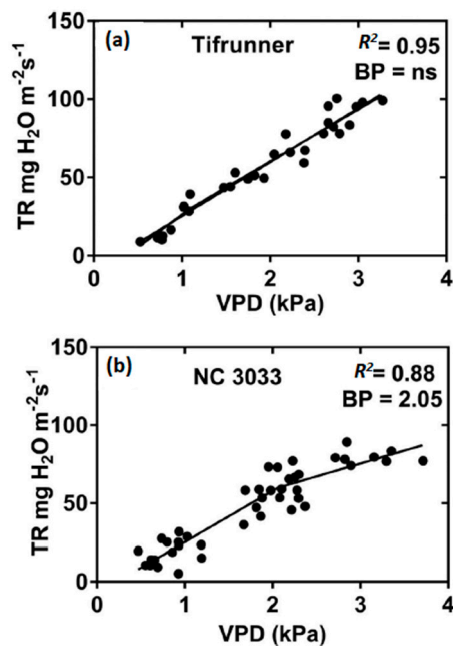 (a)
Tifrunner
R² = 0.95
BP = ns
150
100
50
0
TR mg H₂O m⁻²s⁻¹
0 1 2 3 4
VPD (kPa)
(b)
NC 3033
R²= 0.88
BP = 2.05
150
100
50
0
TR mg H₂O m⁻²s⁻¹
0 1 2 3 4
VPD (kPa)